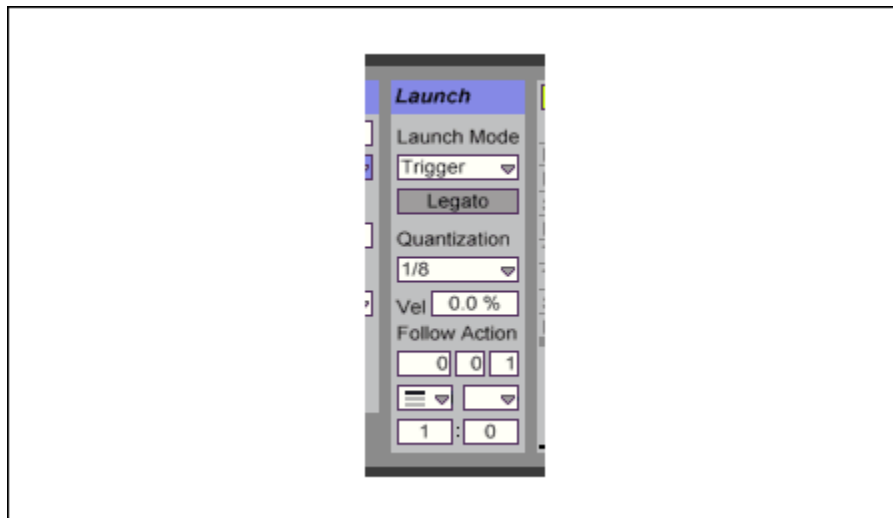 Launch
Launch Mode
Trigger
Legato
Quantization
1/8
Vel 0.0 %
Follow Action
0 0 1
1 : 0